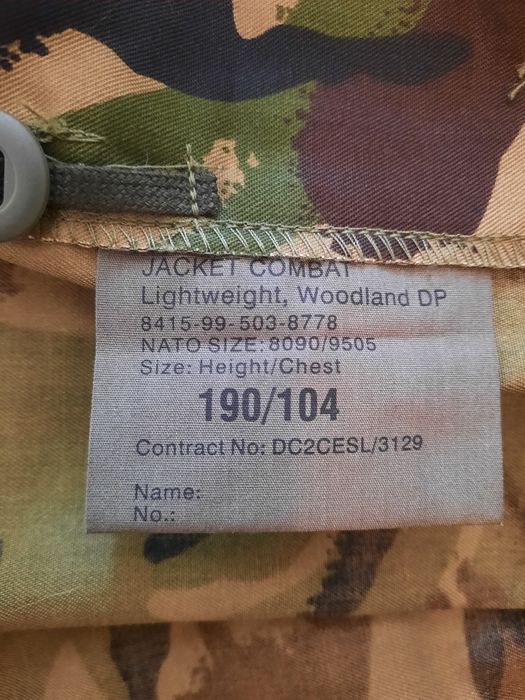 JACKET COMBAT
Lightweight, Woodland DP
8415-99-503-8778
NATO SIZE: 8090/9505
Size: Height/Chest
190/104
Contract No: DC2CESL/3129
Name:
No.: